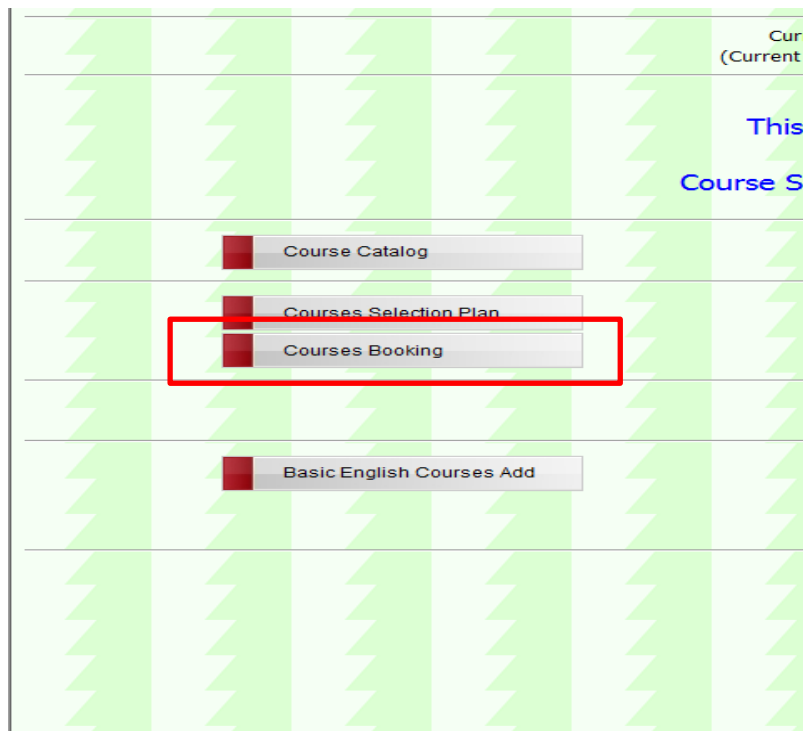 Cur
(Current
This
Course S
Course Catalog
Courses Selection Plan
Courses Booking
Basic English Courses Add